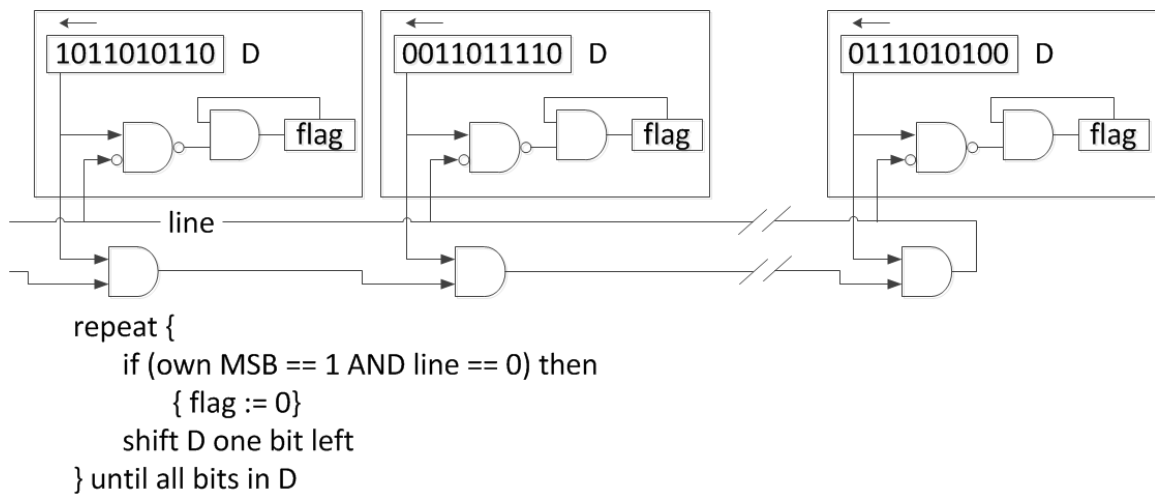 1011010110 D
0011011110 D
0111010100 D
flag
flag
flag
line
repeat {
if (own MSB == 1 AND line == 0) then
{ flag := 0}
shift D one bit left
} until all bits in D